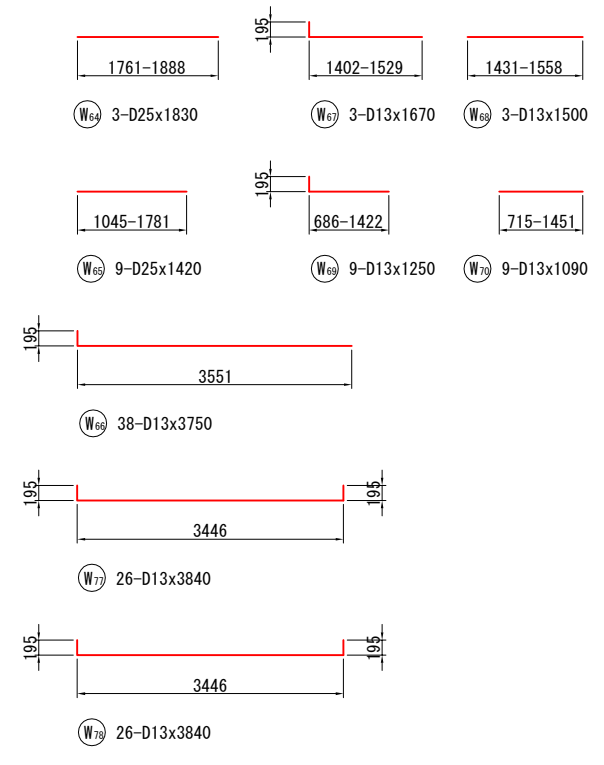 195
1761-1888 1402-1529 1431-1558
W64 3-D25x1830 W67 3-D13x1670 W68 3-D13x1500
195
1045-1781 686-1422 715-1451
W65 9-D25x1420 W69 9-D13x1250 W70 9-D13x1090
195
3551
W66 38-D13x3750
195 195
3446
W77 26-D13x3840
195 195
3446
W78 26-D13x3840